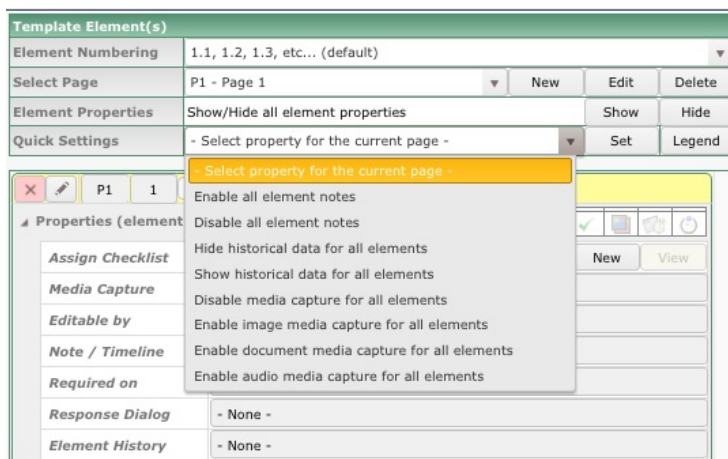 Template Element(s)
Element Numbering 1.1, 1.2, 1.3, etc... (default)
Select Page P1 - Page 1 New Edit Delete
Element Properties Show/Hide all element properties Show Hide
Quick Settings - Select property for the current page - Set Legend
- Select property for the current page -
Enable all element notes
Disable all element notes
Hide historical data for all elements
Show historical data for all elements
Disable media capture for all elements
Enable image media capture for all elements
Enable document media capture for all elements
Enable audio media capture for all elements
P1 1
Properties (element
Assign Checklist New View
Media Capture
Editable by
Note / Timeline
Required on
Response Dialog - None -
Element History - None -